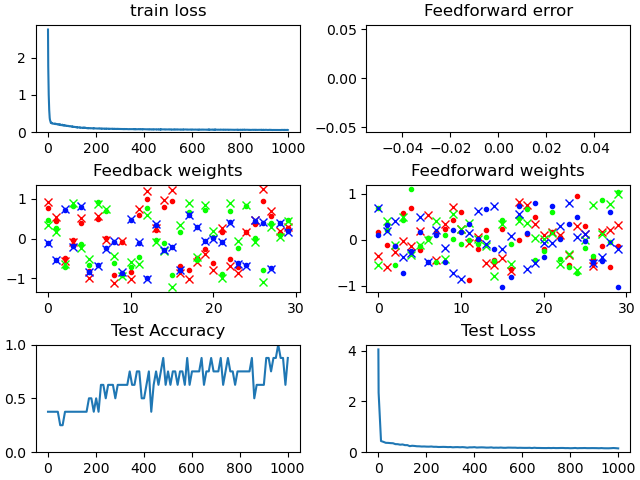 train loss
2
1
0
0 200 400 600 800 1000
Feedforward error
0.05
0.00
−0.05
−0.04 −0.02 0.00 0.02 0.04
Feedback weights
1
0
−1
0 10 20 30
Feedforward weights
1
0
−1
0 10 20 30
Test Accuracy
1.0
0.5
0.0
0 200 400 600 800 1000
Test Loss
4
2
0
0 200 400 600 800 1000